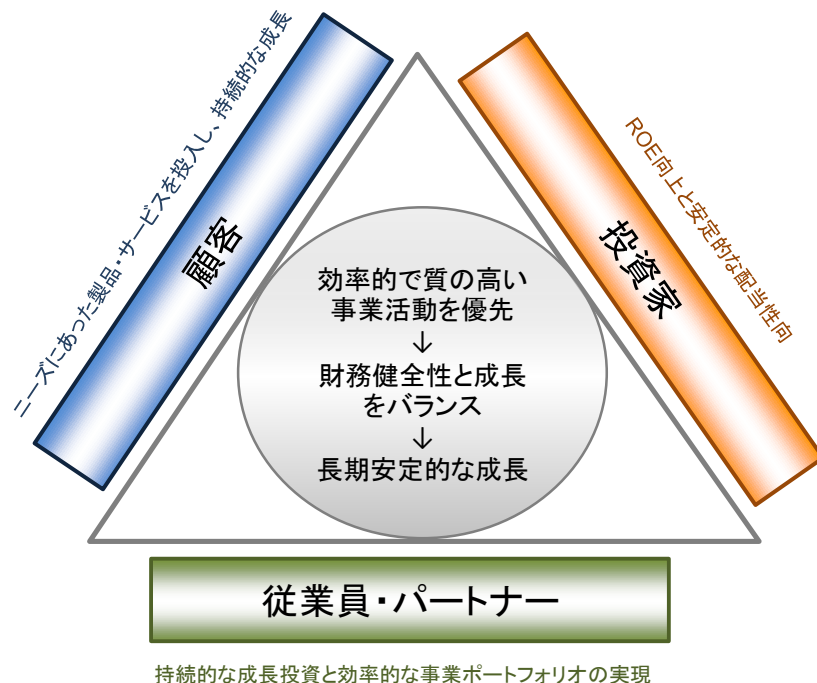 ニーズにあった製品・サービスを投入し、持続的な成長
顧客
ROE向上と安定的な配当性向
投資家
効率的で質の高い
事業活動を優先
↓
財務健全性と成長
をバランス
↓
長期安定的な成長
従業員・パートナー
持続的な成長投資と効率的な事業ポートフォリオの実現